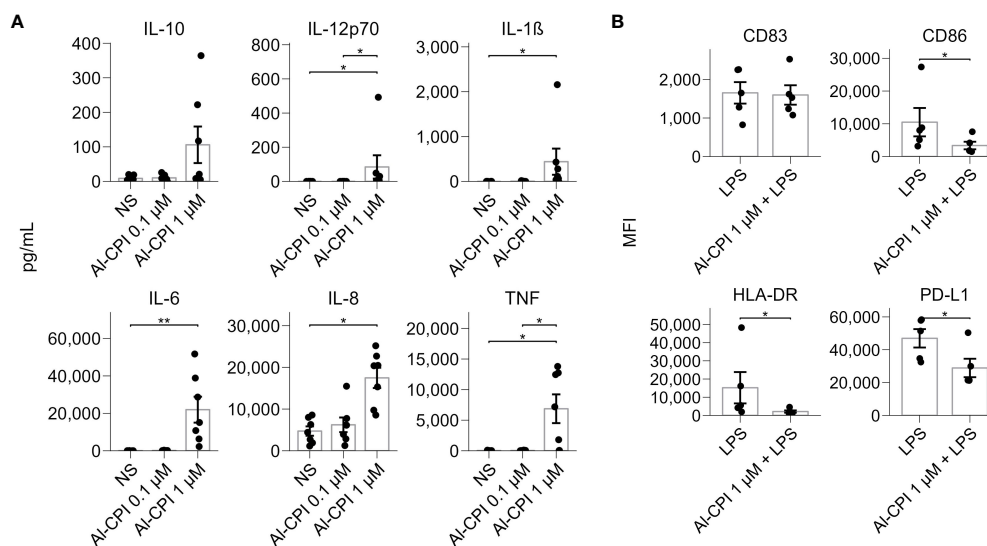 A
B
IL-10
IL-12p70
IL-1ß
CD83
CD86
400
300
200
100
0
800
600
400
200
0
3,000
2,000
1,000
0
2,000
1,000
0
30,000
20,000
10,000
0
*
*
*
*
NS
Al-CPI 0.1 µM
Al-CPI 1 µM
NS
Al-CPI 0.1 µM
Al-CPI 1 µM
NS
Al-CPI 0.1 µM
Al-CPI 1 µM
LPS
Al-CPI 1 µM + LPS
LPS
Al-CPI 1 µM + LPS
pg/mL
MFI
IL-6
IL-8
TNF
HLA-DR
PD-L1
60,000
40,000
20,000
0
30,000
20,000
10,000
0
20,000
15,000
10,000
5,000
0
50,000
40,000
30,000
20,000
10,000
0
60,000
40,000
20,000
0
**
*
*
*
*
*
NS
Al-CPI 0.1 µM
Al-CPI 1 µM
NS
Al-CPI 0.1 µM
Al-CPI 1 µM
NS
Al-CPI 0.1 µM
Al-CPI 1 µM
LPS
Al-CPI 1 µM + LPS
LPS
Al-CPI 1 µM + LPS